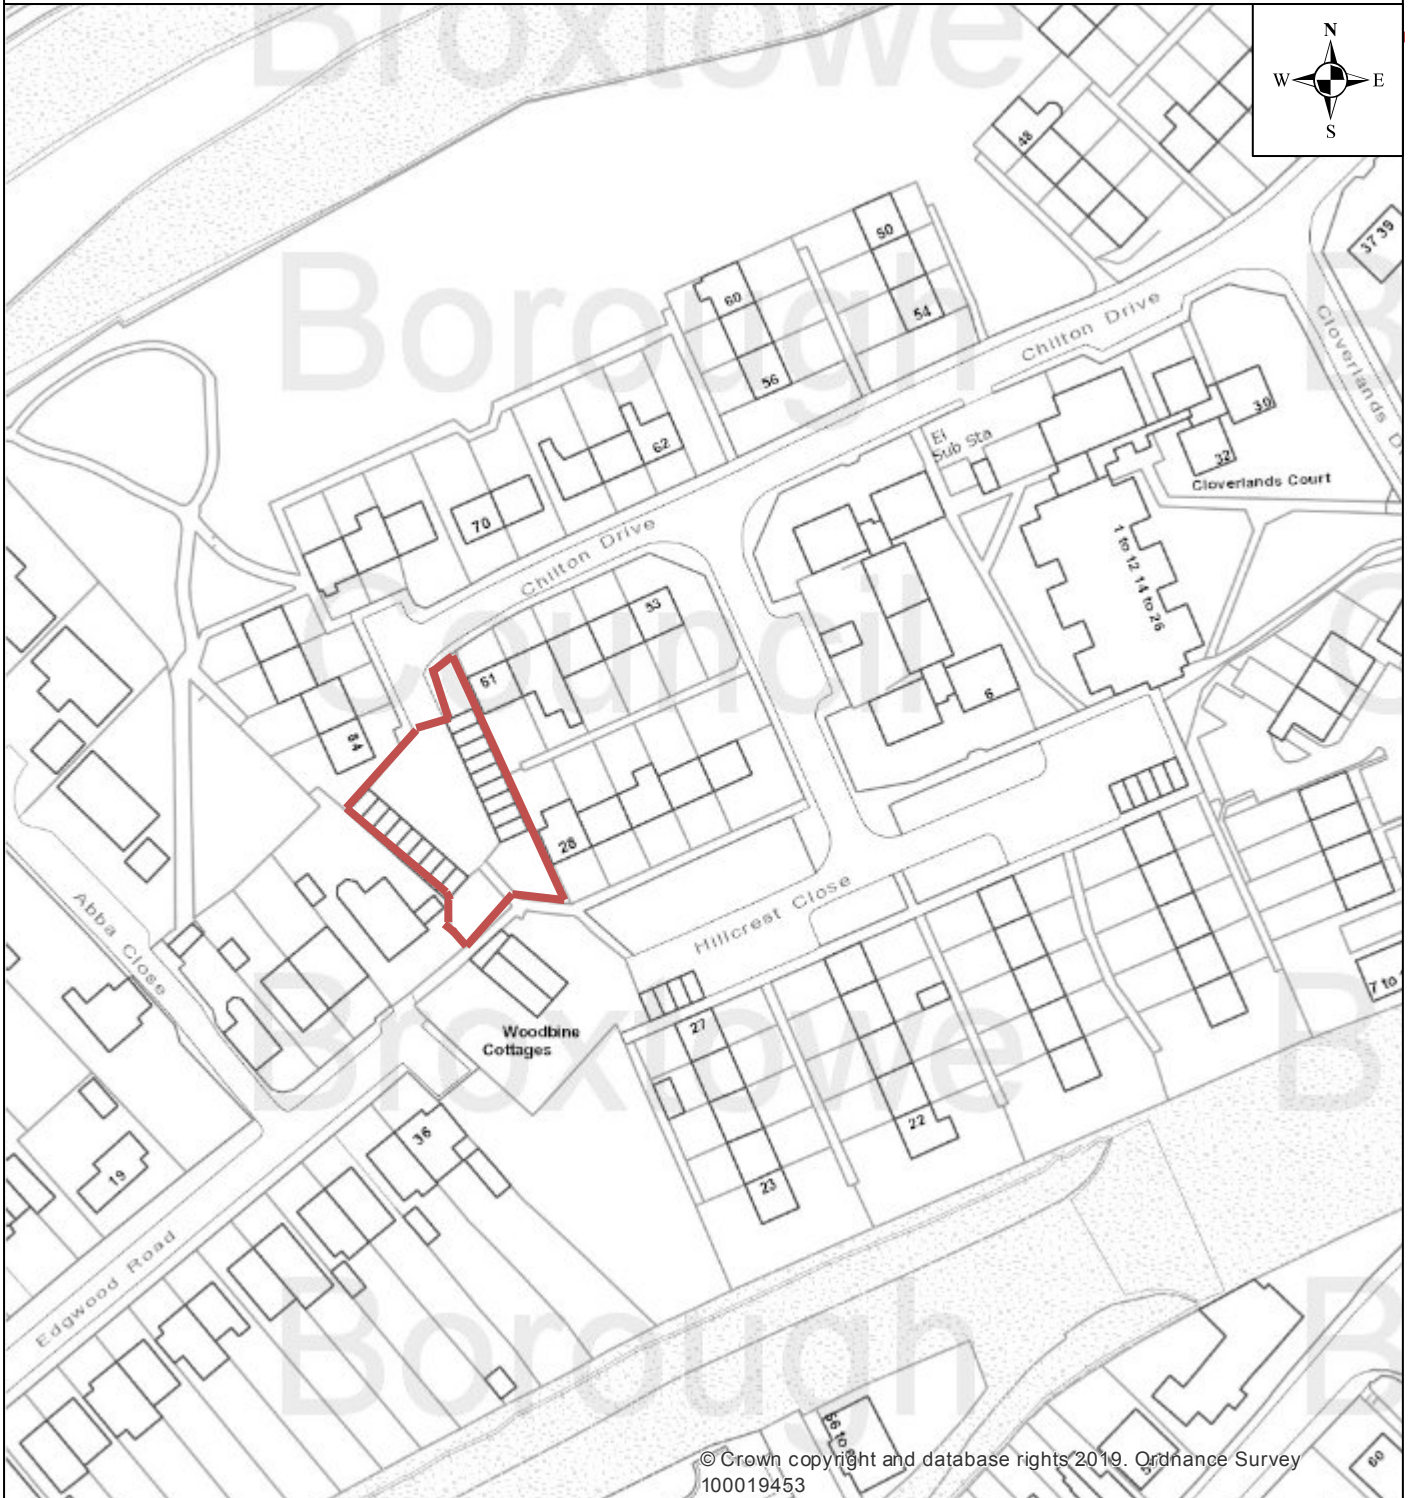 Broxtowe
N
W E
S
48
37 39
50
Borough
B
60
54
Chilton Drive
Cloverlands D
56
30
El
Sub Sta
62
32
Cloverlands Court
70
Chilton Drive
1 to 12 14 to 26
53
Council
C
61
6
84
28
Hillcrest Close
Abba Close
Broxtowe
B
7 to
27
Woodbine
Cottages
36
22
19
23
Edgwood Road
Borough
B
60
© Crown copyright and database rights 2019. Ordnance Survey
100019453